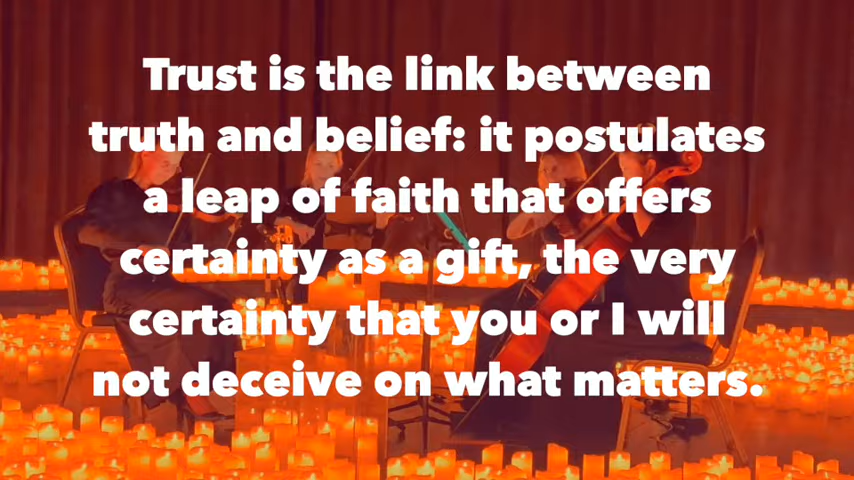 Trust is the link between
truth and belief: it postulates
a leap of faith that offers
certainty as a gift, the very
certainty that you or I will
not deceive on what matters.